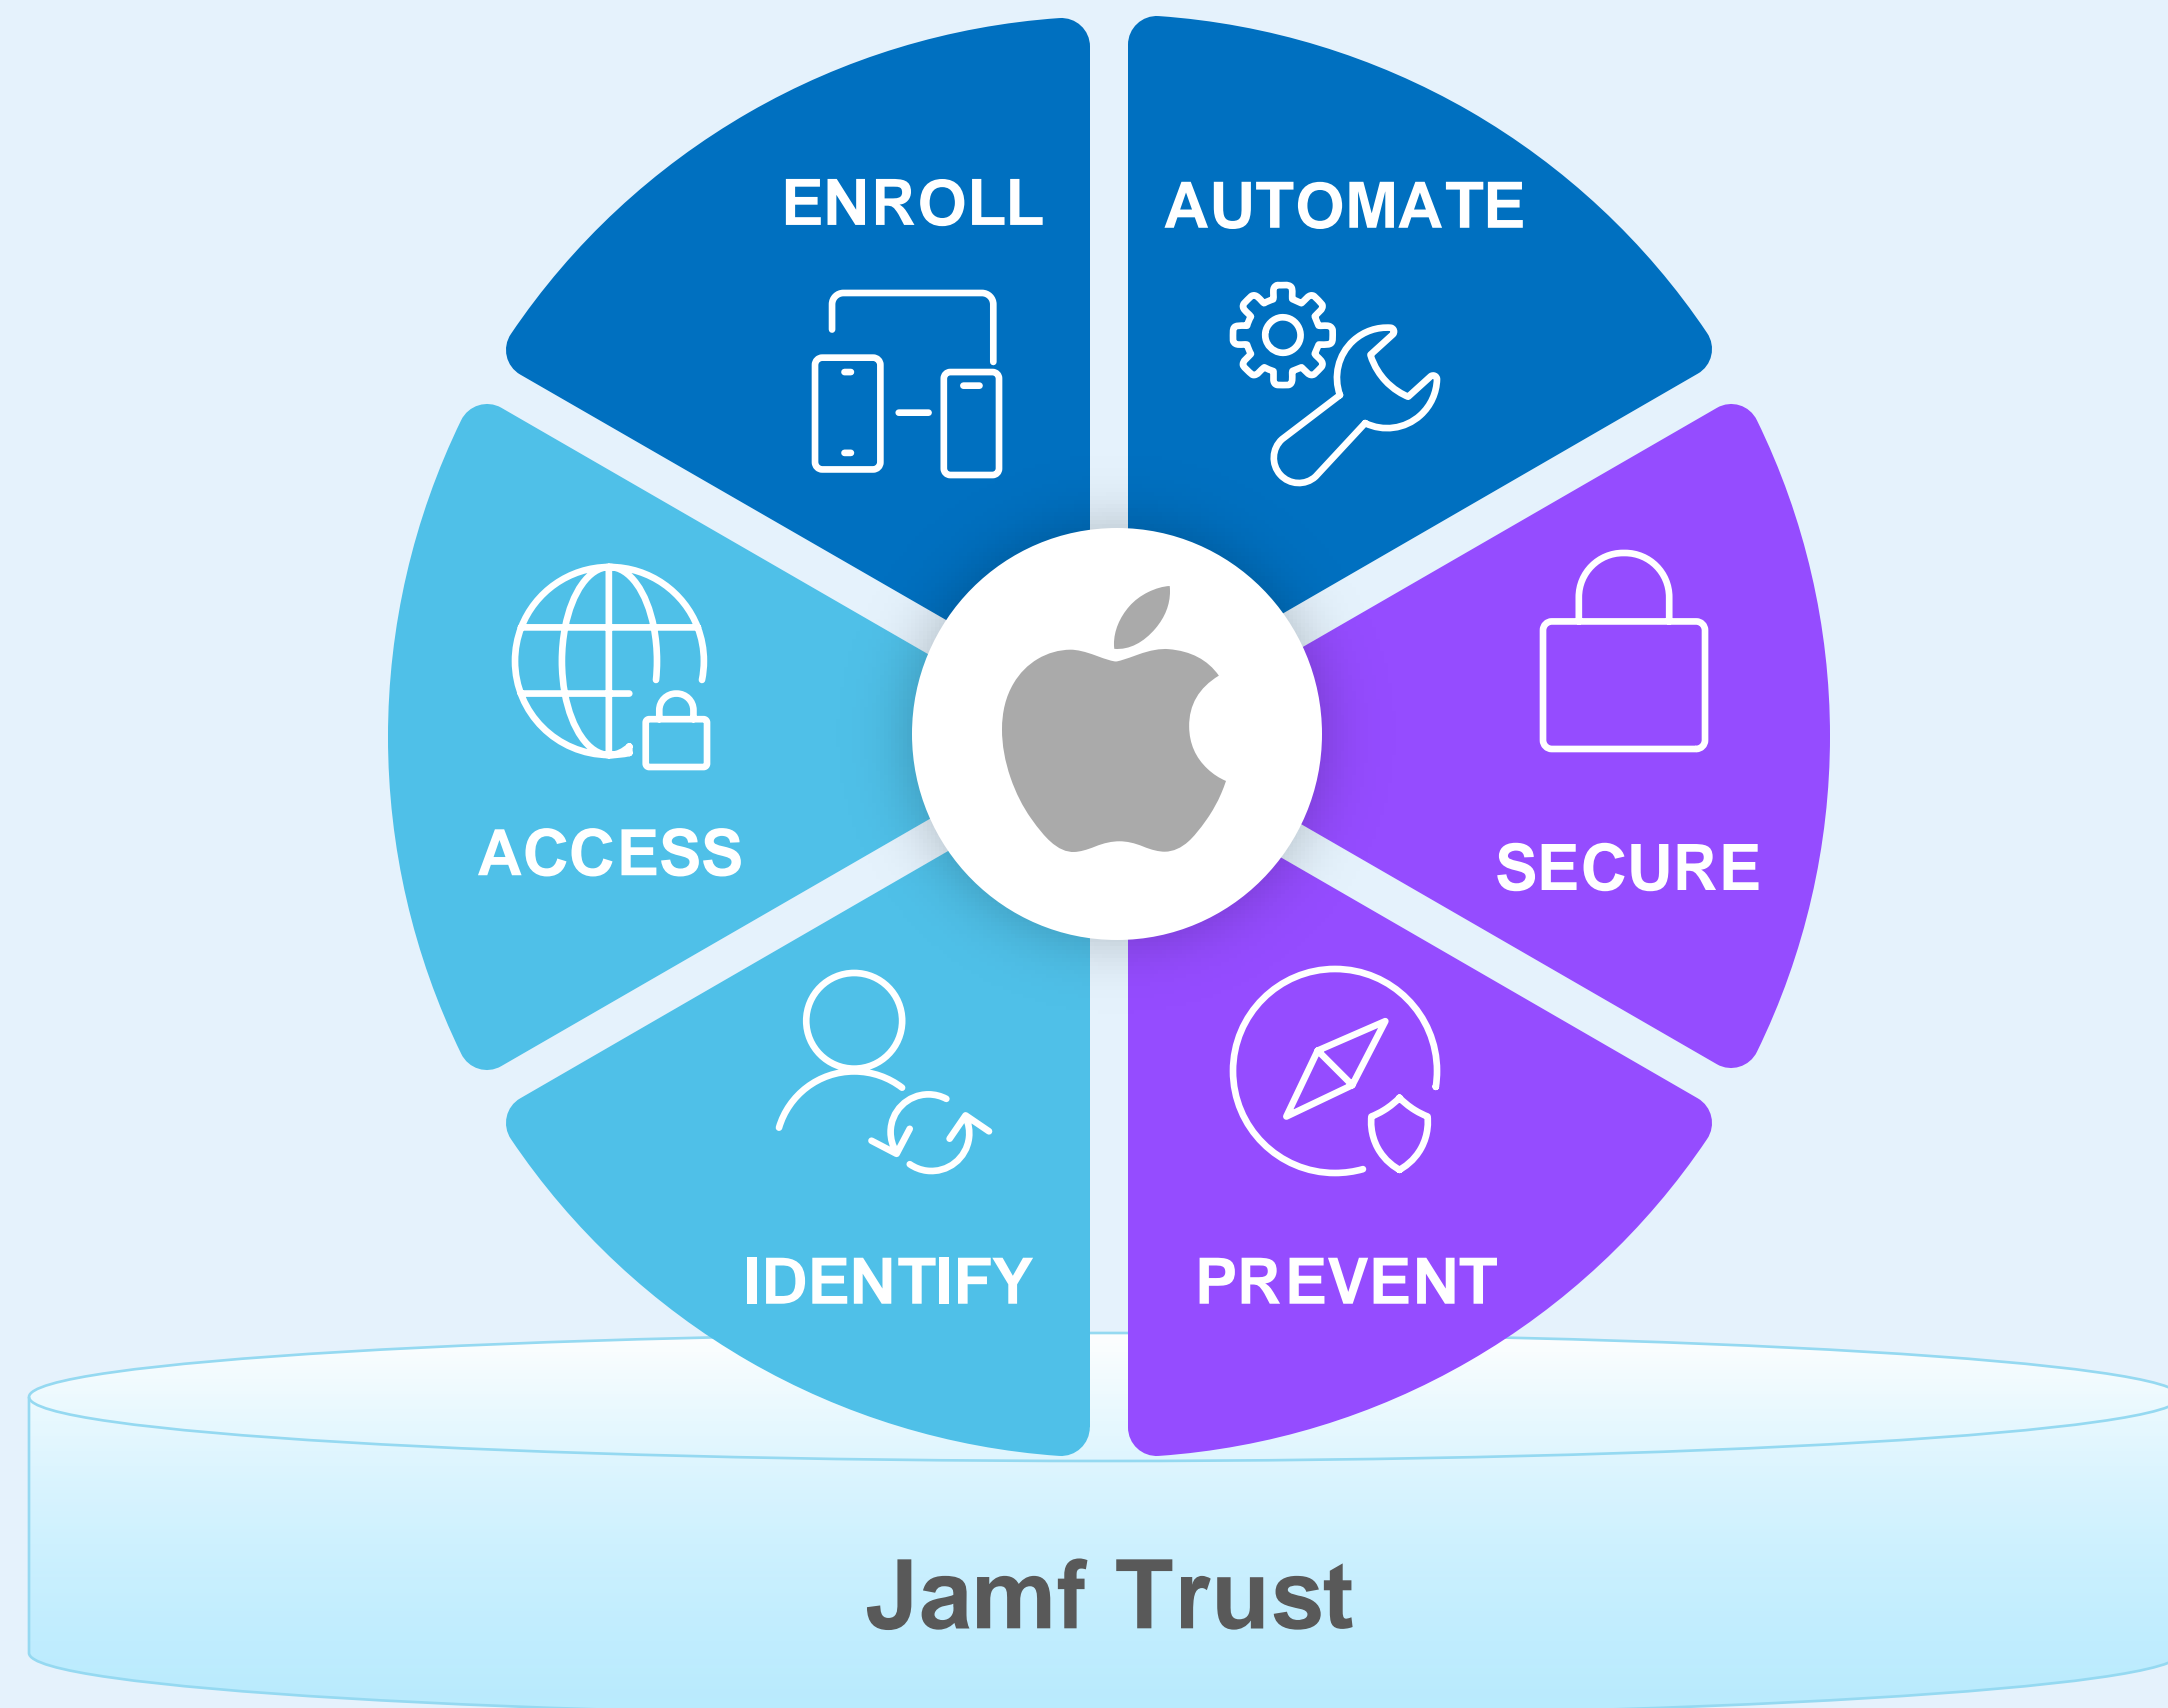 ENROLL
AUTOMATE
ACCESS
SECURE
IDENTIFY
PREVENT
Jamf Trust